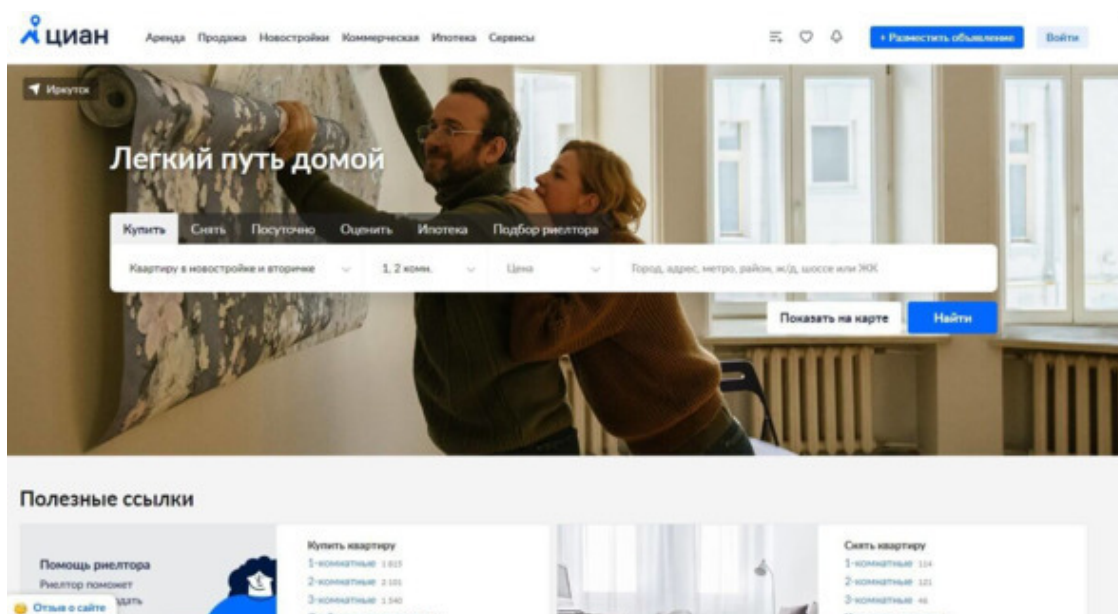 циан
Аренда Продажа Новостройки Коммерческая Ипотека Сервисы
+ Разместить объявление
Войти
Иркутск
Легкий путь домой
Купить Снять Посуточно Оценить Ипотека Подбор риелтора
Квартиру в новостройке и вторичке 1, 2 комн. Цена Город, адрес, метро, район, ж/д, шоссе или ЖК
Показать на карте Найти
Полезные ссылки
Помощь риелтора
Риелтор поможет
Отзыв о сайте
Купить квартиру
1-комнатные
2-комнатные
3-комнатные
Снять квартиру
1-комнатные 114
2-комнатные 121
3-комнатные 46